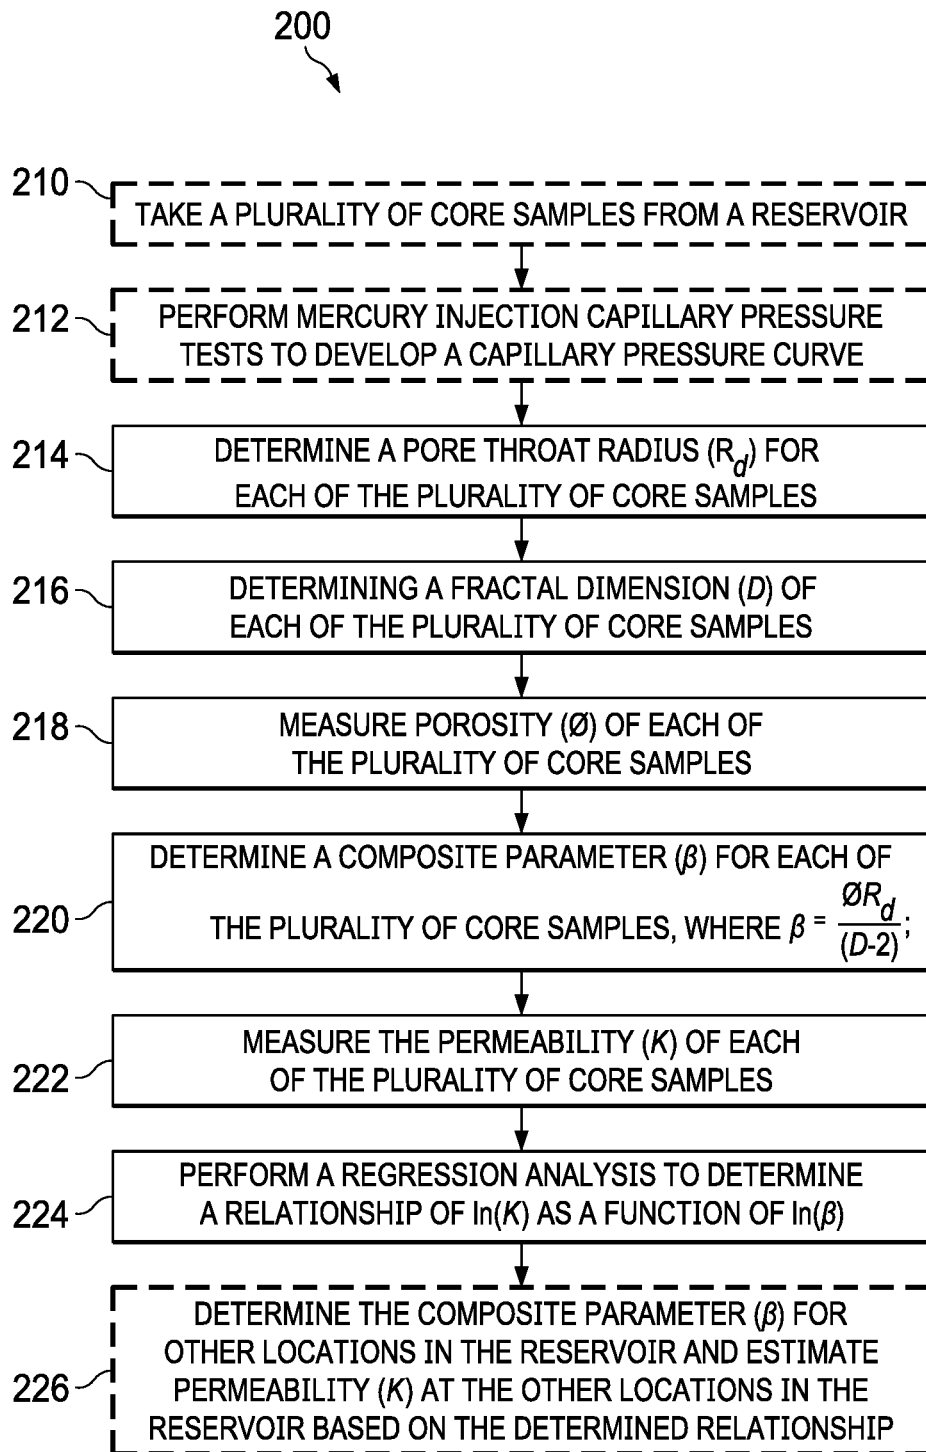 200
210
TAKE A PLURALITY OF CORE SAMPLES FROM A RESERVOIR
212
PERFORM MERCURY INJECTION CAPILLARY PRESSURE
TESTS TO DEVELOP A CAPILLARY PRESSURE CURVE
214
DETERMINE A PORE THROAT RADIUS (R_d) FOR
EACH OF THE PLURALITY OF CORE SAMPLES
216
DETERMINING A FRACTAL DIMENSION (D) OF
EACH OF THE PLURALITY OF CORE SAMPLES
218
MEASURE POROSITY (Ø) OF EACH OF
THE PLURALITY OF CORE SAMPLES
220
DETERMINE A COMPOSITE PARAMETER (β) FOR EACH OF
THE PLURALITY OF CORE SAMPLES, WHERE β = ØR_d/(D-2);
222
MEASURE THE PERMEABILITY (K) OF EACH
OF THE PLURALITY OF CORE SAMPLES
224
PERFORM A REGRESSION ANALYSIS TO DETERMINE
A RELATIONSHIP OF ln(K) AS A FUNCTION OF ln(β)
226
DETERMINE THE COMPOSITE PARAMETER (β) FOR
OTHER LOCATIONS IN THE RESERVOIR AND ESTIMATE
PERMEABILITY (K) AT THE OTHER LOCATIONS IN THE
RESERVOIR BASED ON THE DETERMINED RELATIONSHIP